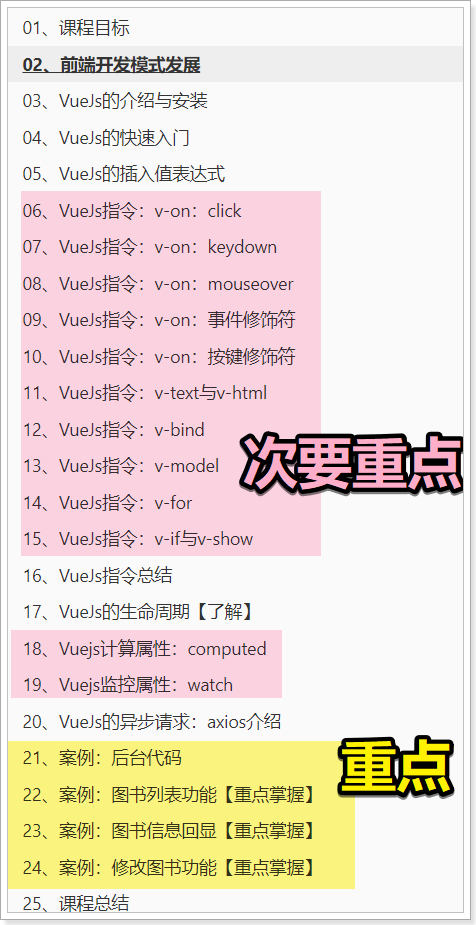 01、课程目标
02、前端开发模式发展
03、VueJs的介绍与安装
04、VueJs的快速入门
05、VueJs的插入值表达式
06、VueJs指令：v-on：click
07、VueJs指令：v-on：keydown
08、VueJs指令：v-on：mouseover
09、VueJs指令：v-on：事件修饰符
10、VueJs指令：v-on：按键修饰符
11、VueJs指令：v-text与v-html
12、VueJs指令：v-bind
13、VueJs指令：v-model
次要重点
14、VueJs指令：v-for
15、VueJs指令：v-if与v-show
16、VueJs指令总结
17、VueJs的生命周期【了解】
18、Vuejs计算属性：computed
19、Vuejs监控属性：watch
20、VueJs的异步请求：axios介绍
21、案例：后台代码
重点
22、案例：图书列表功能【重点掌握】
23、案例：图书信息回显【重点掌握】
24、案例：修改图书功能【重点掌握】
25、课程总结